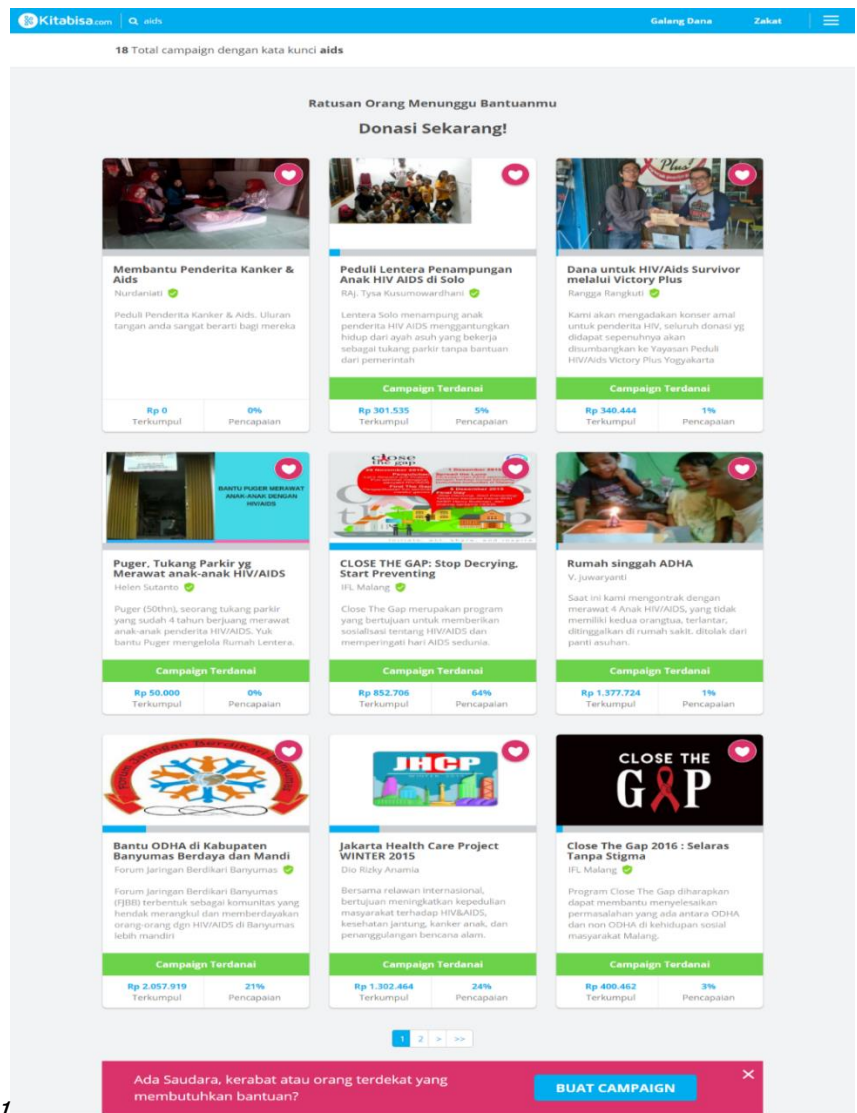 Kitabisa.com
aids
Galang Dana
Zakat
18 Total campaign dengan kata kunci aids
Ratusan Orang Menunggu Bantuanmu
Donasi Sekarang!
Membantu Penderita Kanker &
Aids
Nurdaniati
Peduli Penderita Kanker & Aids. Uluran
tangan anda sangat berarti bagi mereka
Rp 0
0%
Terkumpul
Pencapaian
Peduli Lentera Penampungan
Anak HIV AIDS di Solo
RAj. Tysa Kusumowardhani
Lentera Solo menampung anak
penderita HIV AIDS menggantungkan
hidup dari ayah asuh yang bekerja
sebagai tukang parkir tanpa bantuan
dari pemerintah
Campaign Terdanai
Rp 301.535
5%
Terkumpul
Pencapaian
Plus
Dana untuk HIV/Aids Survivor
melalui Victory Plus
Rangga Rangkuti
Kami akan mengadakan konser amal
untuk penderita HIV, seluruh donasi yg
didapat sepenuhnya akan
disumbangkan ke Yayasan Peduli
HIV/Aids Victory Plus Yogyakarta
Campaign Terdanai
Rp 340.444
1%
Terkumpul
Pencapaian
BANTU PUGER MERAWAT
ANAK-ANAK DENGAN
HIV/AIDS
Puger, Tukang Parkir yg
Merawat anak-anak HIV/AIDS
Helen Sutanto
Puger (50thn), seorang tukang parkir
yang sudah 4 tahun berjuang merawat
anak-anak penderita HIV/AIDS. Yuk
bantu Puger mengelola Rumah Lentera.
Campaign Terdanai
Rp 50.000
0%
Terkumpul
Pencapaian
close
the gap
CLOSE THE GAP: Stop Decrying,
Start Preventing
IFL Malang
Close The Gap merupakan program
yang bertujuan untuk memberikan
sosialisasi tentang HIV/AIDS dan
memperingati hari AIDS sedunia.
Campaign Terdanai
Rp 852.706
64%
Terkumpul
Pencapaian
Rumah singgah ADHA
V. juwaryanti
Saat ini kami mengontrak dengan
merawat 4 Anak HIV/AIDS, yang tidak
memiliki kedua orangtua, terlantar,
ditinggalkan di rumah sakit, ditolak dari
panti asuhan.
Campaign Terdanai
Rp 1.377.724
1%
Terkumpul
Pencapaian
Forum Jaringan Berdikari Banyumas
Bantu ODHA di Kabupaten
Banyumas Berdaya dan Mandi
Forum Jaringan Berdikari Banyumas
Forum Jaringan Berdikari Banyumas
(FJBB) terbentuk sebagai komunitas yang
hendak merangkul dan memberdayakan
orang-orang dgn HIV/AIDS di Banyumas
lebih mandiri
Campaign Terdanai
Rp 2.057.919
21%
Terkumpul
Pencapaian
JHCP
Jakarta Health Care Project
WINTER 2015
Dio Rizky Anamia
Bersama relawan internasional,
bertujuan meningkatkan kepedulian
masyarakat terhadap HIV&AIDS,
kesehatan jantung, kanker anak, dan
penanggulangan bencana alam.
Campaign Terdanai
Rp 1.302.464
24%
Terkumpul
Pencapaian
CLOSE THE
GAP
Close The Gap 2016 : Selaras
Tanpa Stigma
IFL Malang
Program Close The Gap diharapkan
dapat membantu menyelesaikan
permasalahan yang ada antara ODHA
dan non ODHA di kehidupan sosial
masyarakat Malang.
Campaign Terdanai
Rp 400.462
3%
Terkumpul
Pencapaian
1 2 > >>
Ada Saudara, kerabat atau orang terdekat yang
membutuhkan bantuan?
BUAT CAMPAIGN
1